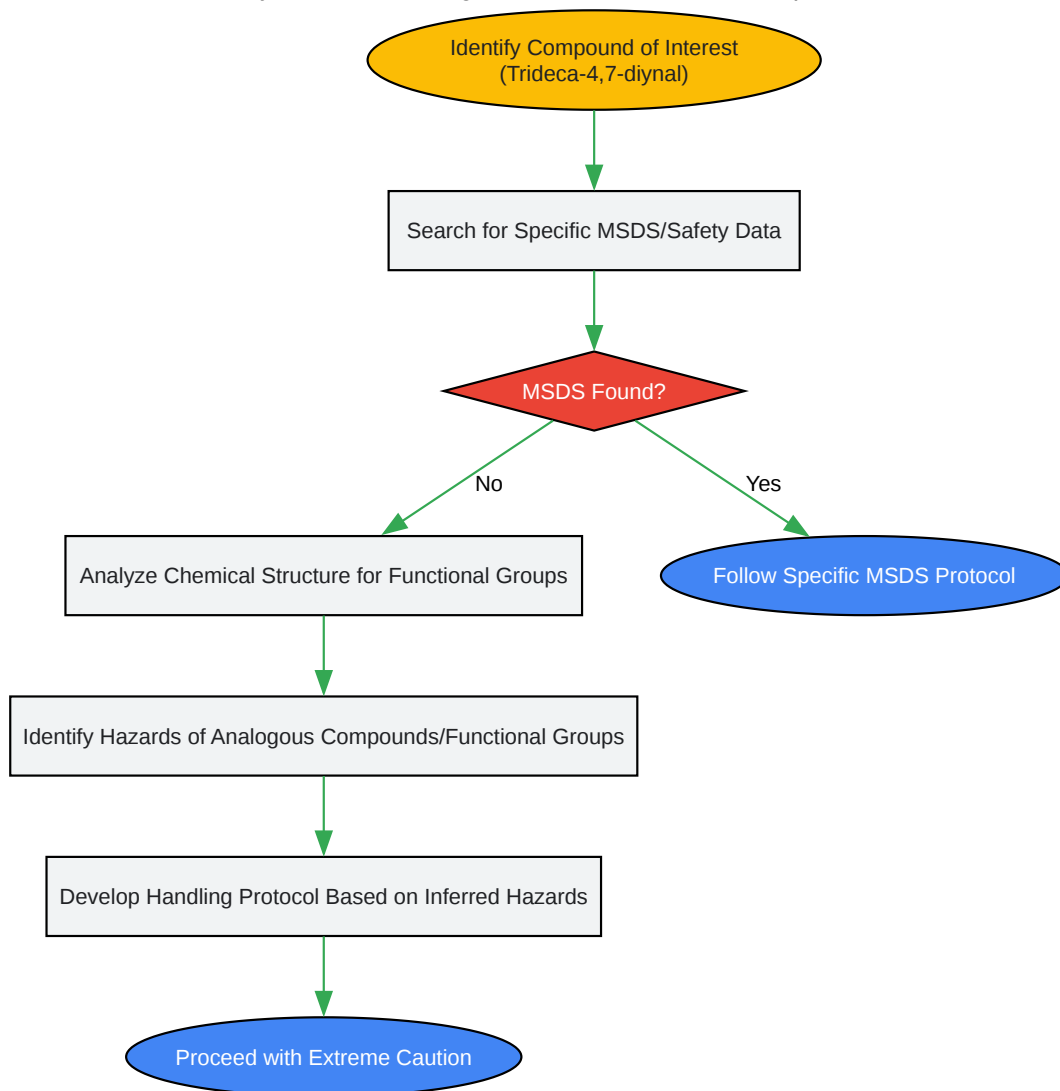 Identify Compound of Interest
(Trideca-4,7-diynal)
Search for Specific MSDS/Safety Data
MSDS Found?
No
Yes
Analyze Chemical Structure for Functional Groups
Follow Specific MSDS Protocol
Identify Hazards of Analogous Compounds/Functional Groups
Develop Handling Protocol Based on Inferred Hazards
Proceed with Extreme Caution